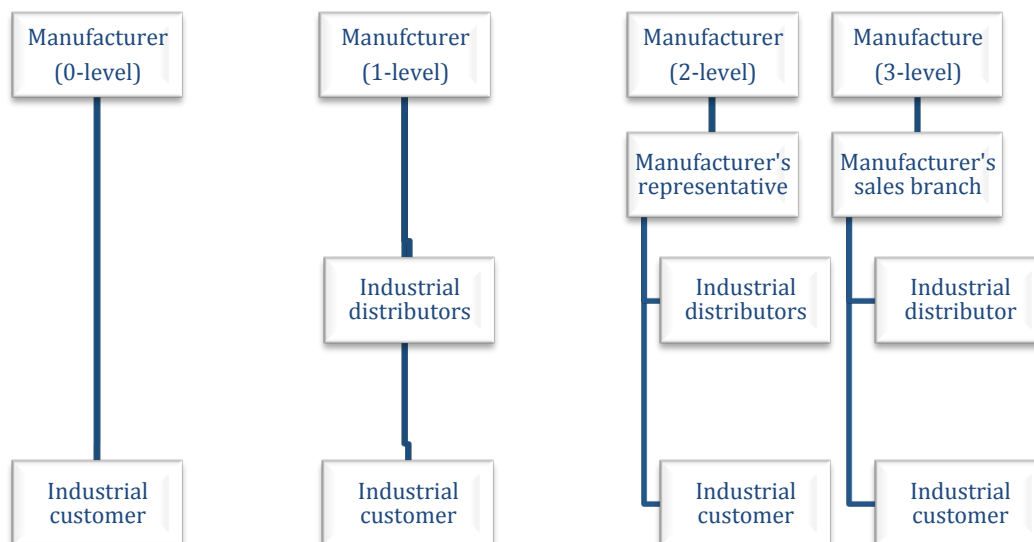 Manufacturer
(0-level)
Manufcturer
(1-level)
Manufacturer
(2-level)
Manufacture
(3-level)
Manufacturer's
representative
Manufacturer's
sales branch
Industrial
distributors
Industrial
distributors
Industrial
distributor
Industrial
customer
Industrial
customer
Industrial
customer
Industrial
customer